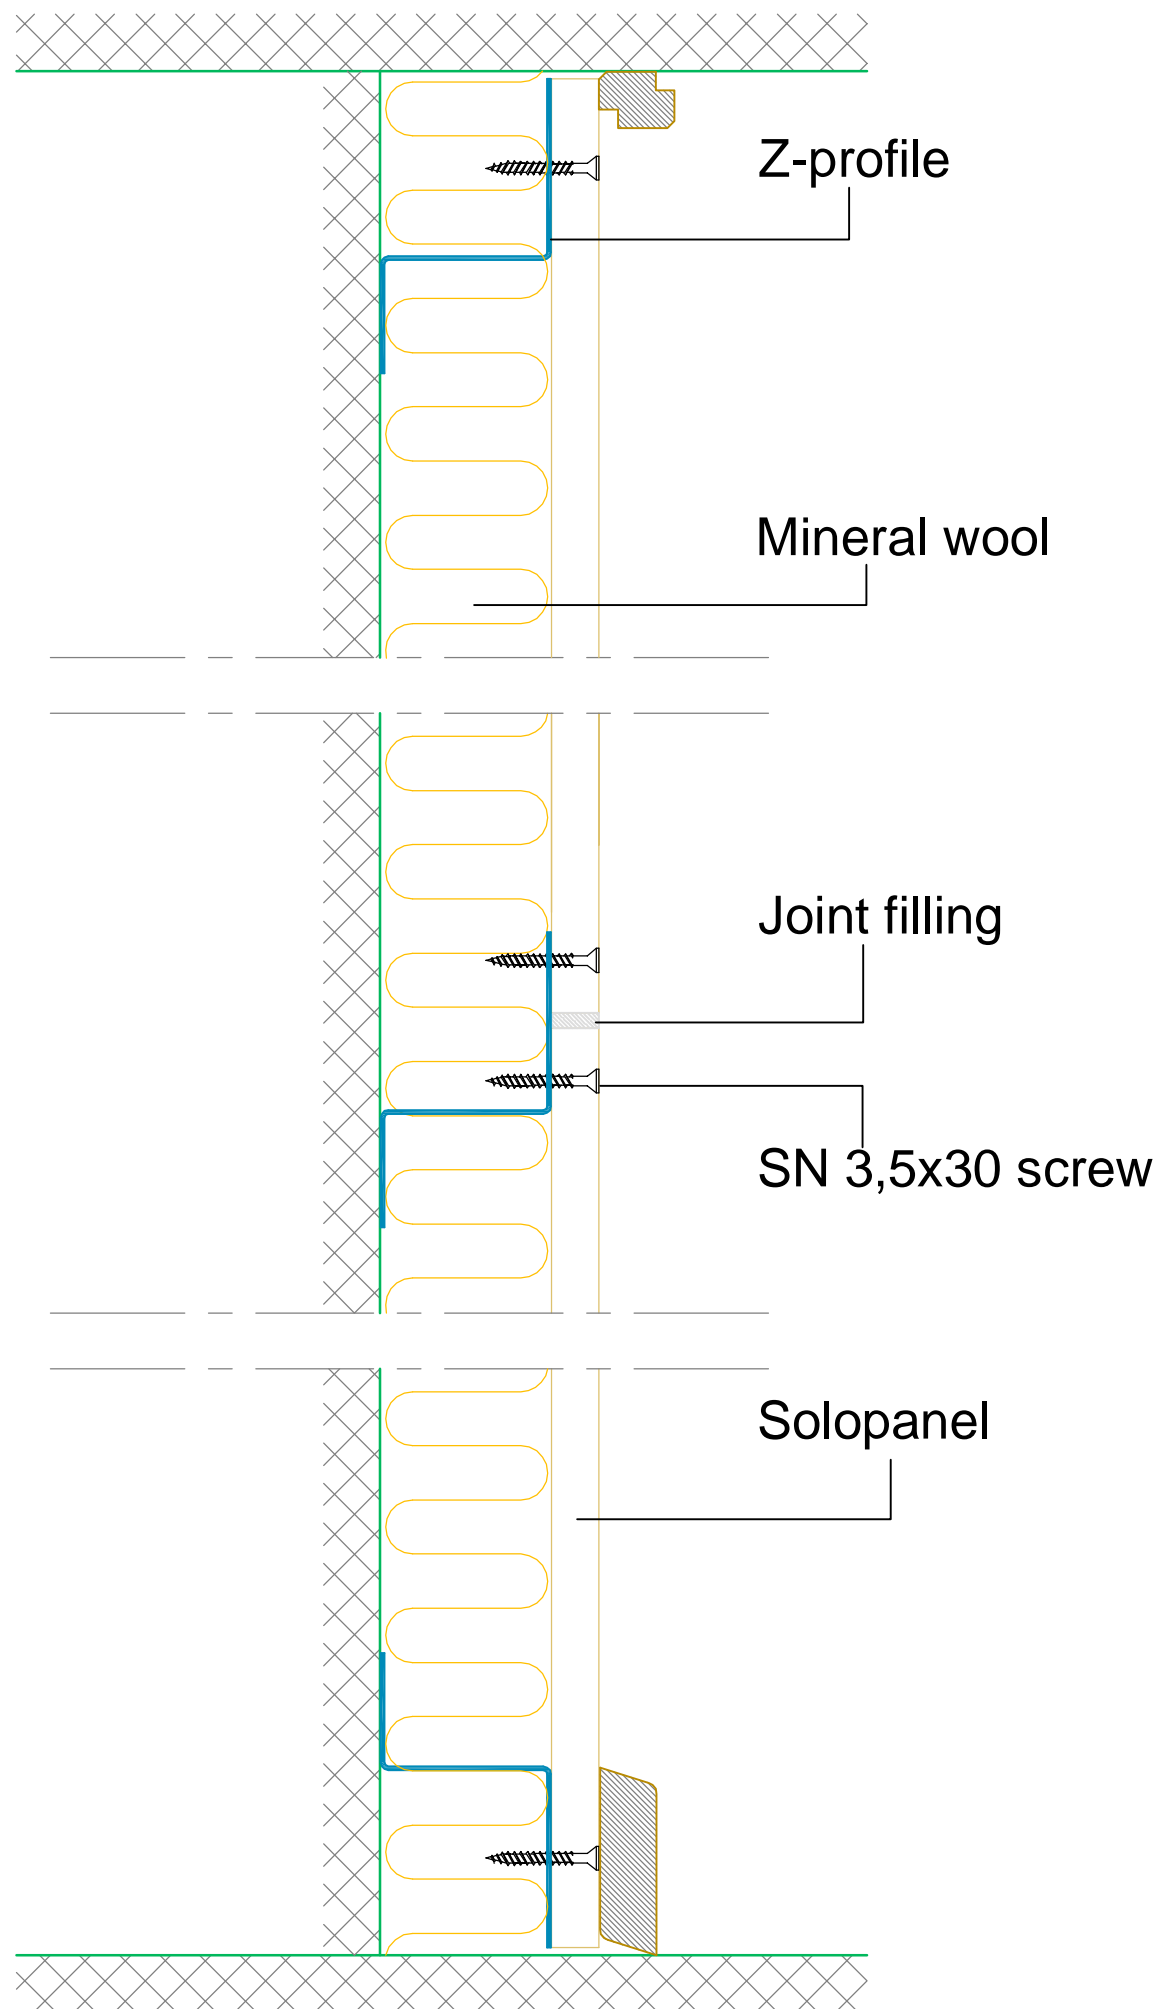 Z-profile
Mineral wool
Joint filling
SN 3,5x30 screw
Solopanel